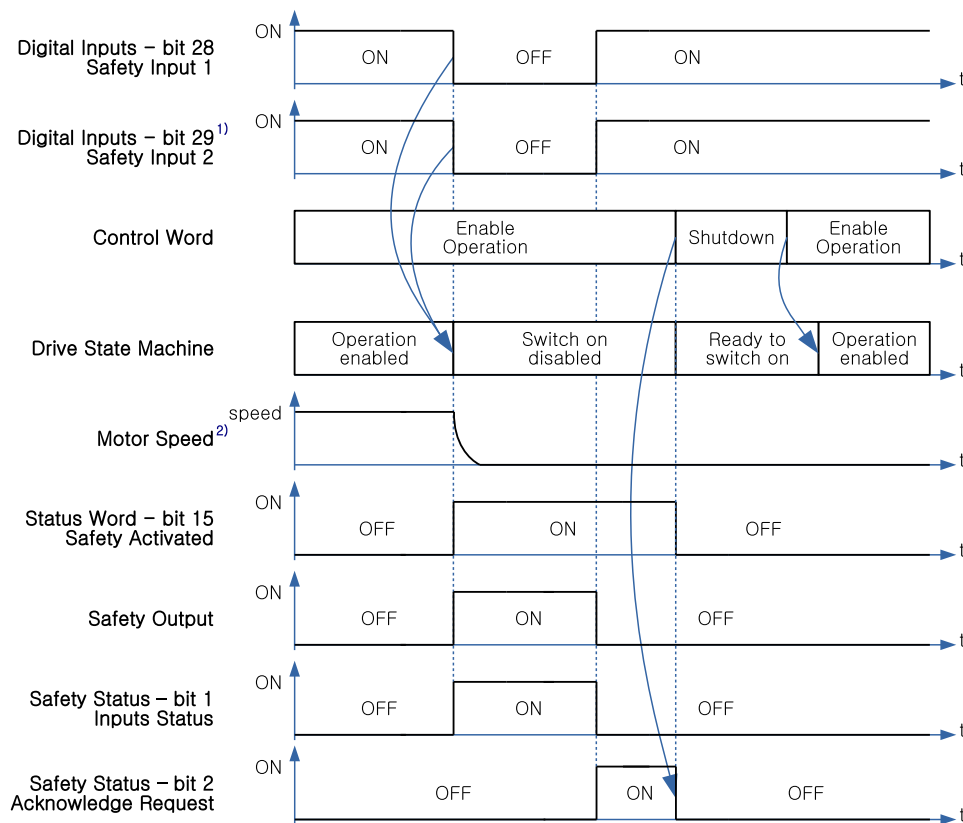 ON
Digital Inputs – bit 28
Safety Input 1
ON
OFF
ON
t
ON
Digital Inputs – bit 29 1)
Safety Input 2
ON
OFF
ON
t
Control Word
Enable
Operation
Shutdown
Enable
Operation
t
Drive State Machine
Operation
enabled
Switch on
disabled
Ready to
switch on
Operation
enabled
t
speed
Motor Speed 2)
t
ON
Status Word – bit 15
Safety Activated
OFF
ON
OFF
t
ON
Safety Output
OFF
ON
OFF
t
ON
Safety Status – bit 1
Inputs Status
OFF
ON
OFF
t
ON
Safety Status – bit 2
Acknowledge Request
OFF
ON
OFF
t